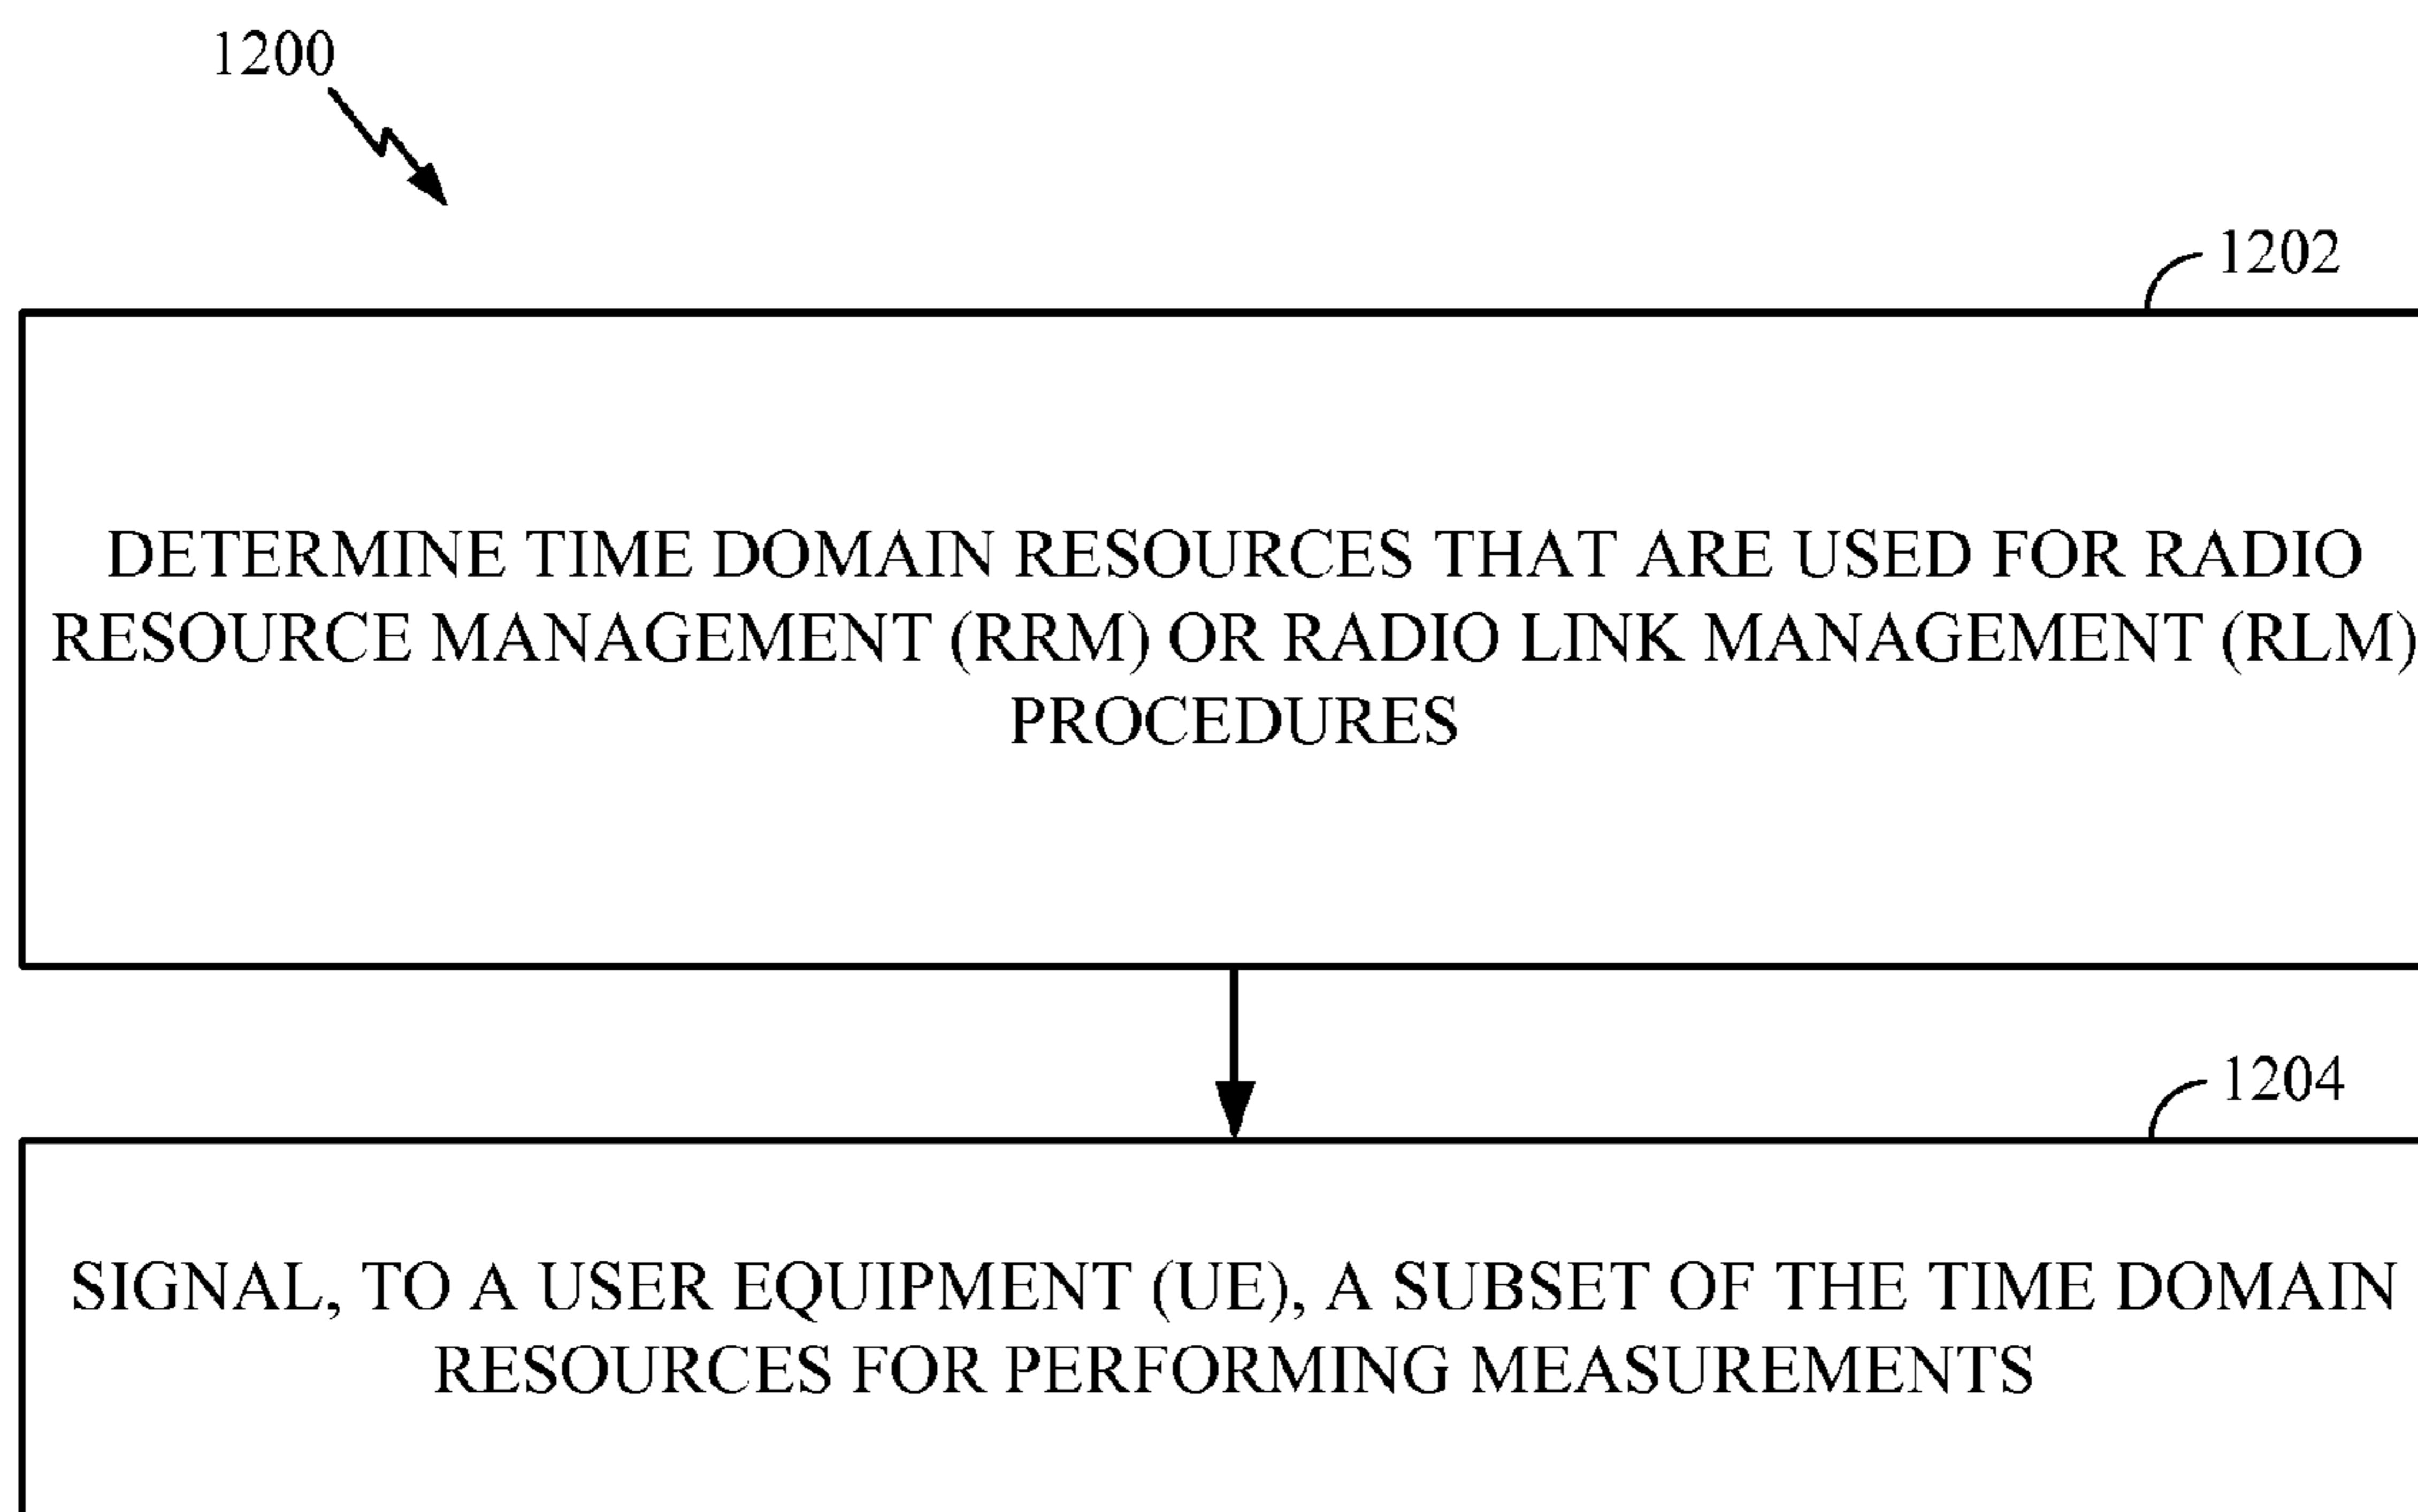 1200
1202
DETERMINE TIME DOMAIN RESOURCES THAT ARE USED FOR RADIO
RESOURCE MANAGEMENT (RRM) OR RADIO LINK MANAGEMENT (RLM)
PROCEDURES
1204
SIGNAL, TO A USER EQUIPMENT (UE), A SUBSET OF THE TIME DOMAIN
RESOURCES FOR PERFORMING MEASUREMENTS